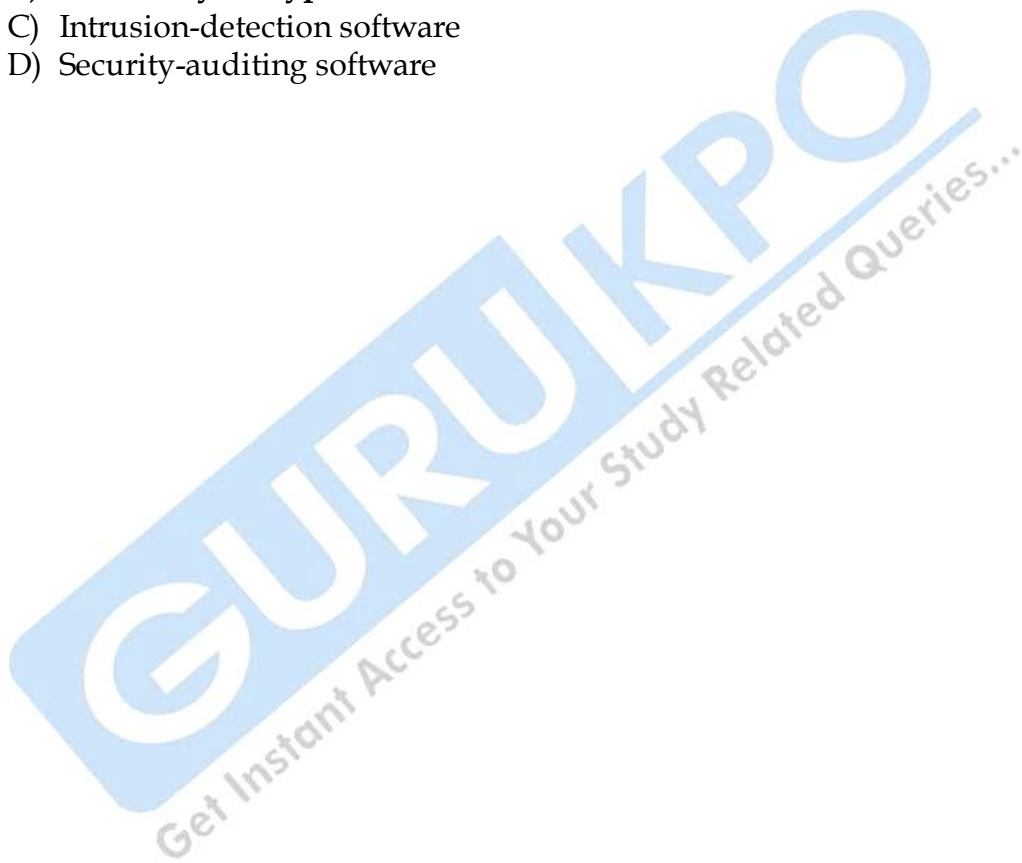 C) Intrusion-detection software
D) Security-auditing software
GURUKPO
Get Instant Access to Your Study Related Queries...